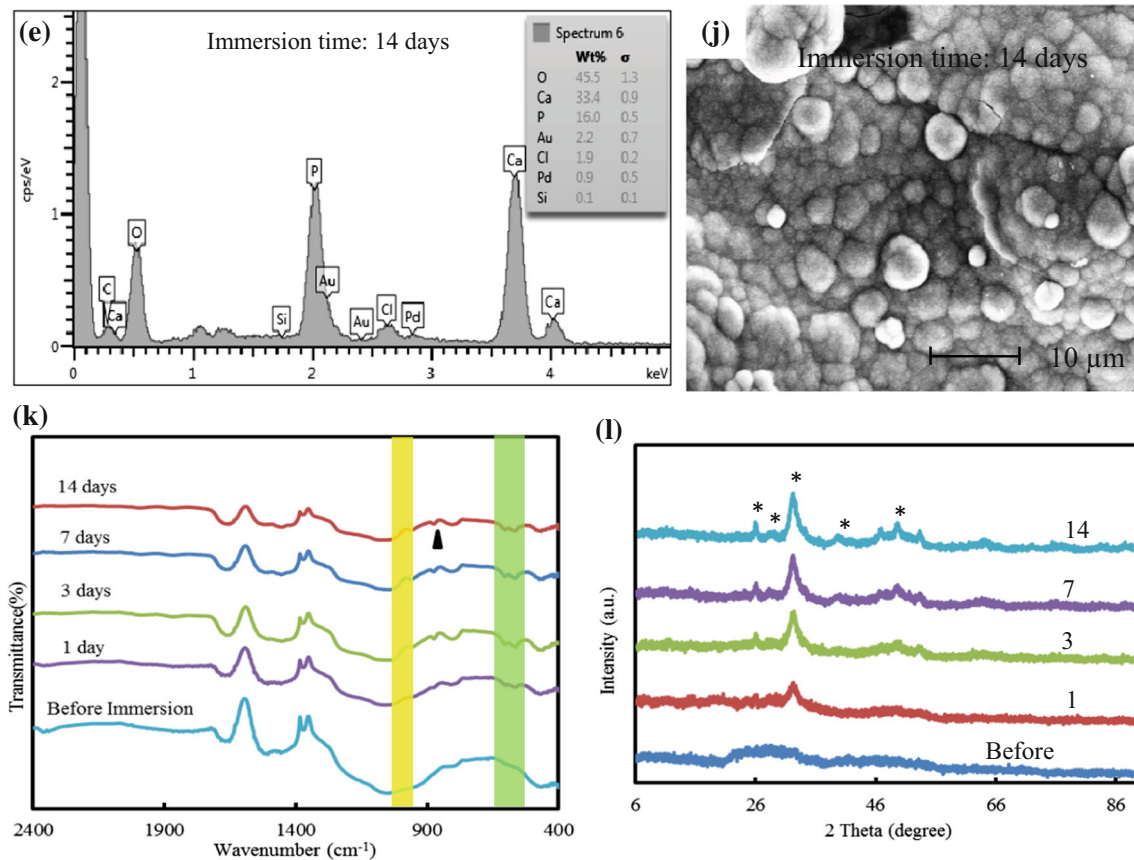 (e)
Immersion time: 14 days
Spectrum 6
Wt% σ
O 45.5 1.3
Ca 33.4 0.9
P 16.0 0.5
Au 2.2 0.7
Cl 1.9 0.2
Pd 0.9 0.5
Si 0.1 0.1
cps/eV
2
1
0
C
Ca
O
Si
P
Au
Au
Cl
Pd
Ca
Ca
0 1 2 3 4 keV
(j)
Immersion time: 14 days
10 µm
(k)
Transmittance(%)
14 days
7 days
3 days
1 day
Before Immersion
2400 1900 1400 900 400
Wavenumber (cm⁻¹)
(l)
Intensity (a.u.)
* * * * *
14
7
3
1
Before
6 26 46 66 86
2 Theta (degree)